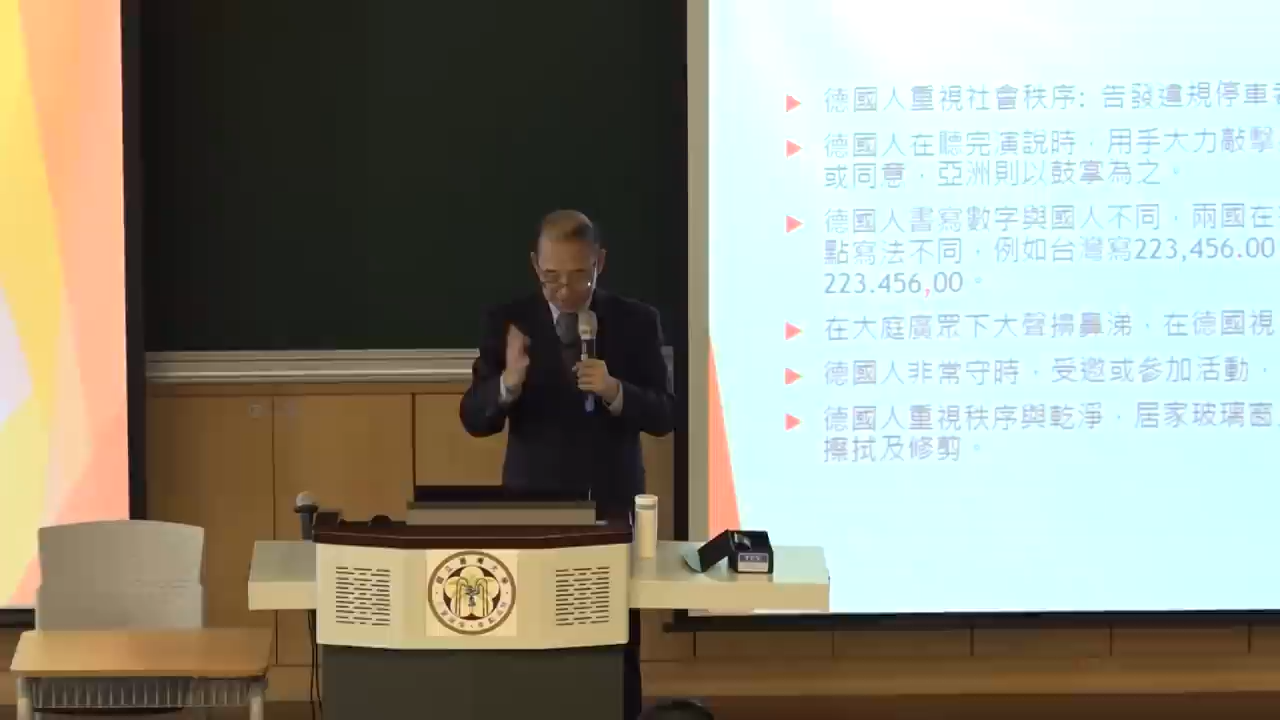 德國人重視社會秩序: 告發違規停車
德國人在聽完演說時，用手大力敲擊
或同意，亞洲則以鼓掌為之。
德國人書寫數字與國人不同，兩國在
點寫法不同，例如台灣寫223,456.00
223.456,00。
在大庭廣眾下大聲擤鼻涕，在德國視
德國人非常守時，受邀或參加活動，
德國人重視秩序與乾淨，居家玻璃窗
擦拭及修剪。